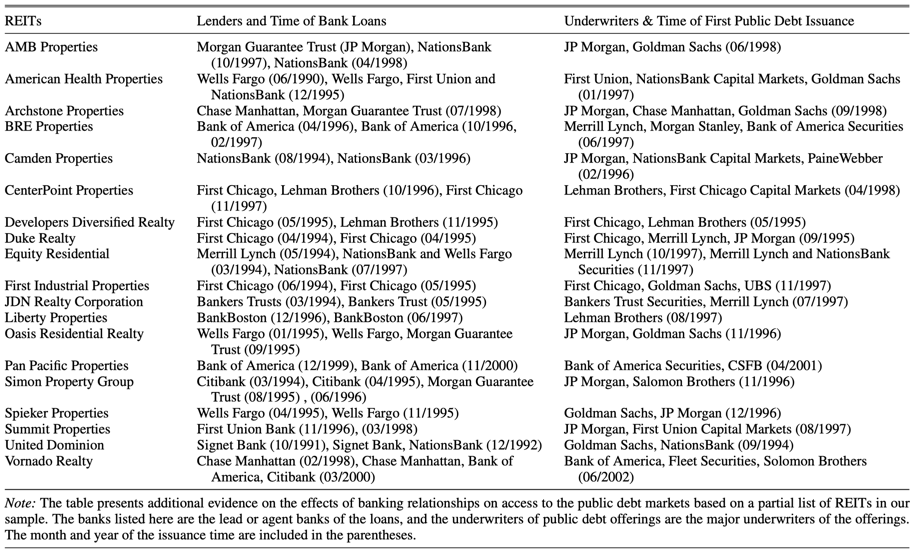 REITs Lenders and Time of Bank Loans Underwriters & Time of First Public Debt Issuance
AMB Properties Morgan Guarantee Trust (JP Morgan), NationsBank JP Morgan, Goldman Sachs (06/1998)
(10/1997), NationsBank (04/1998)
American Health Properties Wells Fargo (06/1990), Wells Fargo, First Union and First Union, NationsBank Capital Markets, Goldman Sachs
NationsBank (12/1995) (01/1997)
Archstone Properties Chase Manhattan, Morgan Guarantee Trust (07/1998) JP Morgan, Chase Manhattan, Goldman Sachs (09/1998)
BRE Properties Bank of America (04/1996), Bank of America (10/1996, Merrill Lynch, Morgan Stanley, Bank of America Securities
02/1997) (06/1997)
Camden Properties NationsBank (08/1994), NationsBank (03/1996) JP Morgan, NationsBank Capital Markets, PaineWebber
(02/1996)
CenterPoint Properties First Chicago, Lehman Brothers (10/1996), First Chicago Lehman Brothers, First Chicago Capital Markets (04/1998)
(11/1997)
Developers Diversified Realty First Chicago (05/1995), Lehman Brothers (11/1995) First Chicago, Lehman Brothers (05/1995)
Duke Realty First Chicago (04/1994), First Chicago (04/1995) First Chicago, Merrill Lynch, JP Morgan (09/1995)
Equity Residential Merrill Lynch (05/1994), NationsBank and Wells Fargo Merrill Lynch (10/1997), Merrill Lynch and NationsBank
(03/1994), NationsBank (07/1997) Securities (11/1997)
First Industrial Properties First Chicago (06/1994), First Chicago (05/1995) First Chicago, Goldman Sachs, UBS (11/1997)
JDN Realty Corporation Bankers Trusts (03/1994), Bankers Trust (05/1995) Bankers Trust Securities, Merrill Lynch (07/1997)
Liberty Properties BankBoston (12/1996), BankBoston (06/1997) Lehman Brothers (08/1997)
Oasis Residential Realty Wells Fargo (01/1995), Wells Fargo, Morgan Guarantee JP Morgan, Goldman Sachs (11/1996)
Trust (09/1995)
Pan Pacific Properties Bank of America (12/1999), Bank of America (11/2000) Bank of America Securities, CSFB (04/2001)
Simon Property Group Citibank (03/1994), Citibank (04/1995), Morgan Guarantee JP Morgan, Salomon Brothers (11/1996)
Trust (08/1995) , (06/1996)
Spieker Properties Wells Fargo (04/1995), Wells Fargo (11/1995) Goldman Sachs, JP Morgan (12/1996)
Summit Properties First Union Bank (11/1996), (03/1998) JP Morgan, First Union Capital Markets (08/1997)
United Dominion Signet Bank (10/1991), Signet Bank, NationsBank (12/1992) Goldman Sachs, NationsBank (09/1994)
Vornado Realty Chase Manhattan (02/1998), Chase Manhattan, Bank of Bank of America, Fleet Securities, Solomon Brothers
America, Citibank (03/2000) (06/2002)
Note: The table presents additional evidence on the effects of banking relationships on access to the public debt markets based on a partial list of REITs in our
sample. The banks listed here are the lead or agent banks of the loans, and the underwriters of public debt offerings are the major underwriters of the offerings.
The month and year of the issuance time are included in the parentheses.